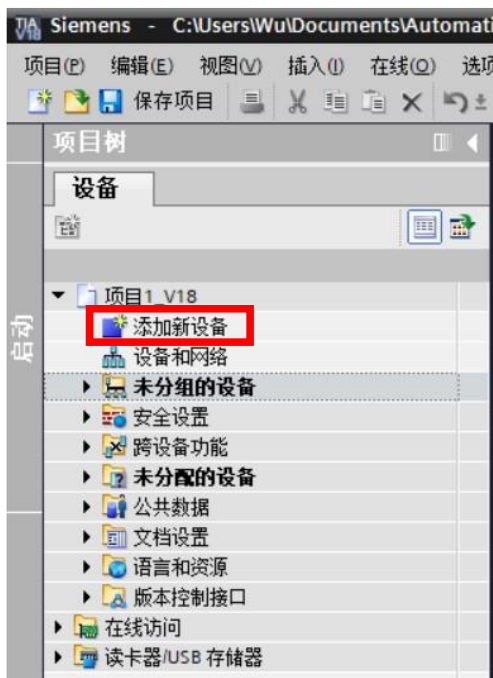 TIA V18 Siemens - C:\Users\Wu\Documents\Automati
项目(P) 编辑(E) 视图(V) 插入(I) 在线(O) 选项
保存项目
项目树
设备
启动
项目1_V18
添加新设备
设备和网络
未分组的设备
安全设置
跨设备功能
未分配的设备
公共数据
文档设置
语言和资源
版本控制接口
在线访问
读卡器/USB 存储器